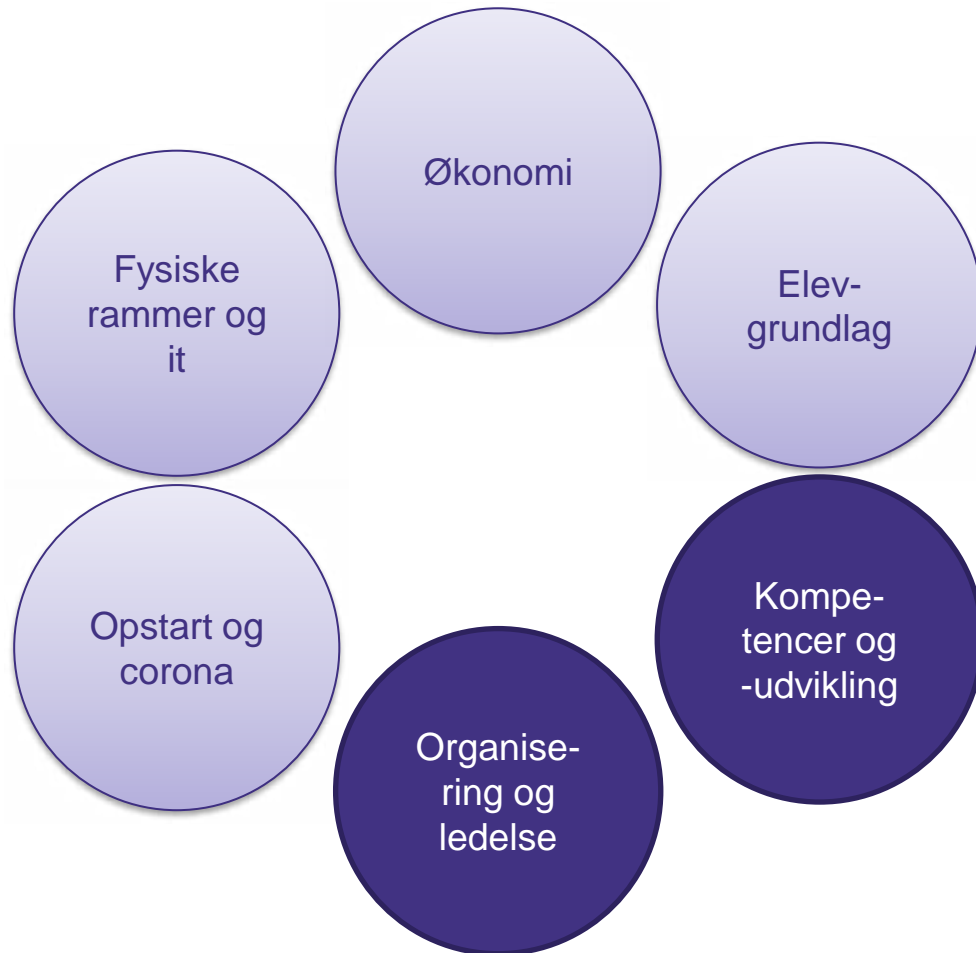 Økonomi
Elev-
grundlag
Kompe-
tencer og
-udvikling
Organise-
ring og
ledelse
Opstart og
corona
Fysiske
rammer og
it